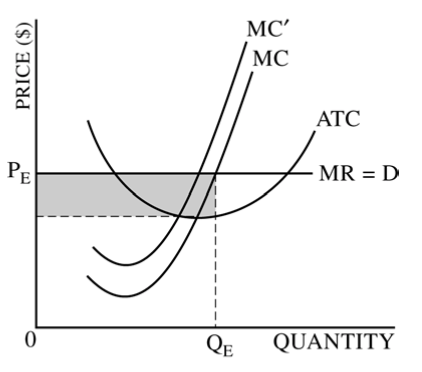 MC′
MC
PRICE ($)
ATC
PE
MR = D
0
QE
QUANTITY